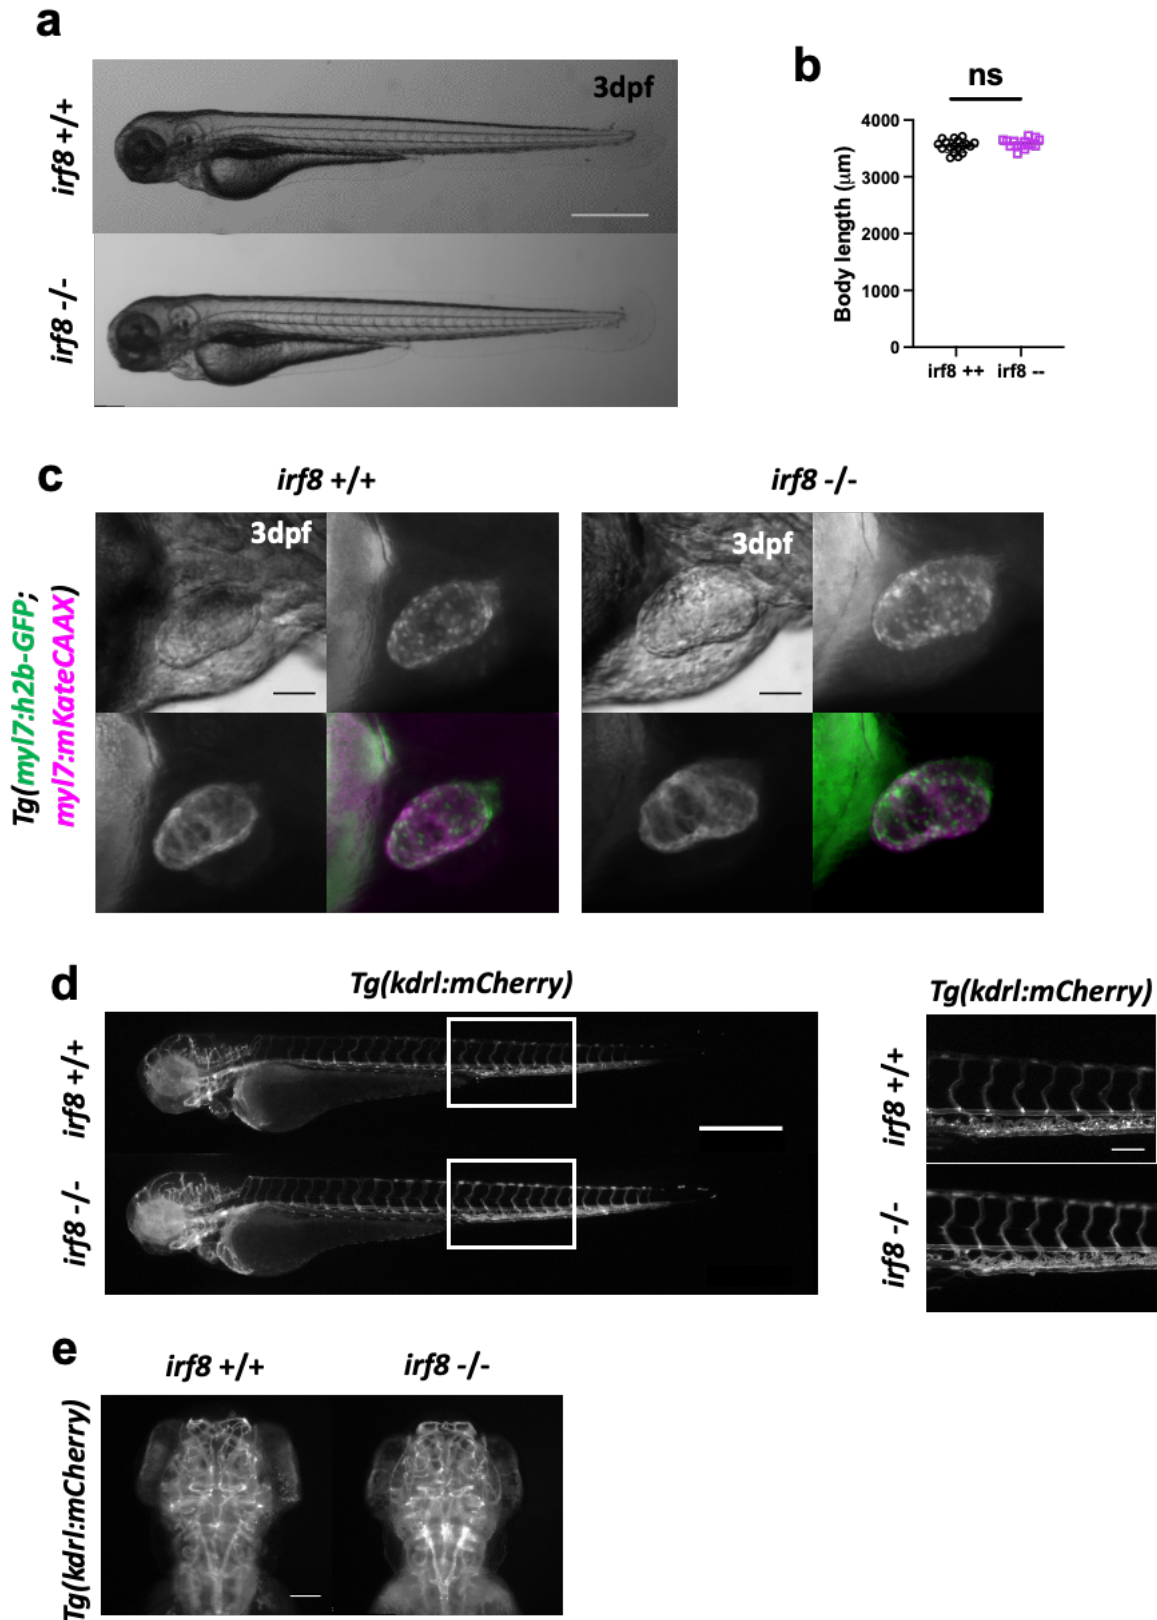 a
3dpf
irf8 +/+
irf8 -/-
b
ns
4000
3000
2000
1000
0
Body length (μm)
irf8 ++
irf8 --
c
irf8 +/+
irf8 -/-
3dpf
3dpf
Tg(myl7:h2b-GFP;
myl7:mKateCAAX)
d
Tg(kdrl:mCherry)
Tg(kdrl:mCherry)
irf8 +/+
irf8 -/-
irf8 +/+
irf8 -/-
e
irf8 +/+
irf8 -/-
Tg(kdrl:mCherry)